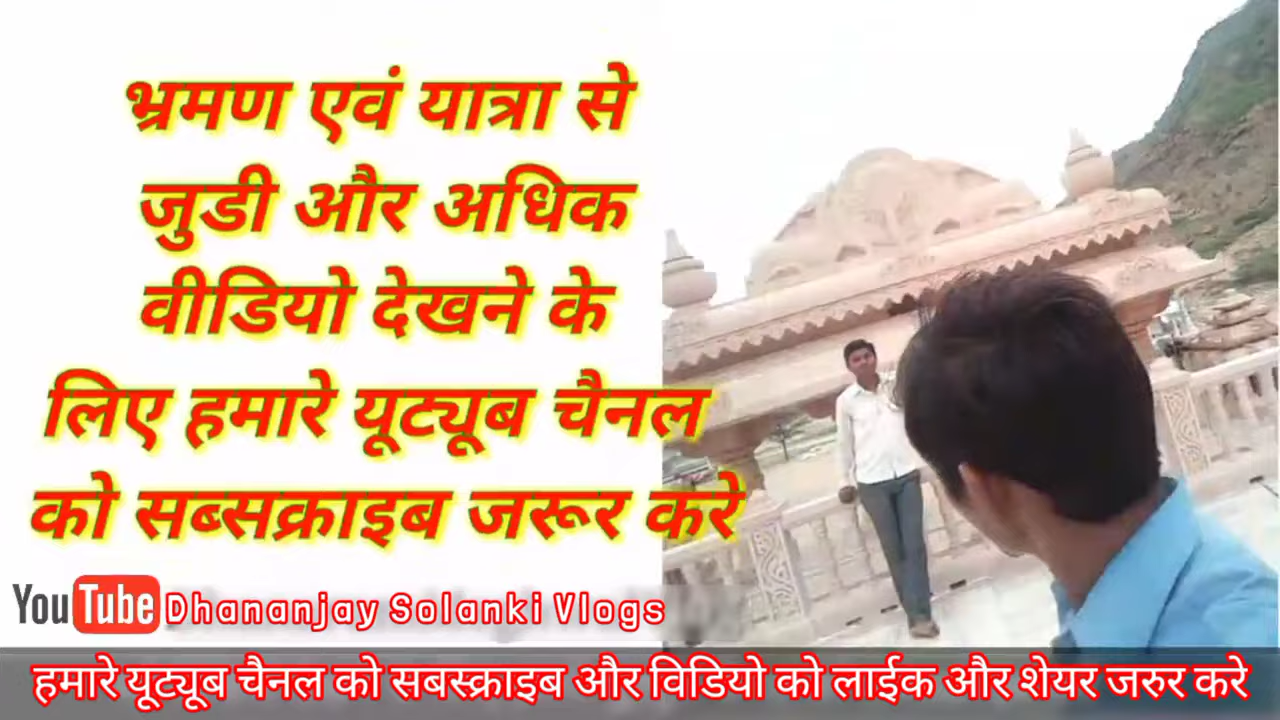 भ्रमण एवं यात्रा से
जुडी और अधिक
वीडियो देखने के
लिए हमारे यूट्यूब चैनल
को सब्सक्राइब जरूर करे
YouTube Dhananjay Solanki Vlogs
हमारे यूट्यूब चैनल को सबस्क्राइब और विडियो को लाईक और शेयर जरुर करे